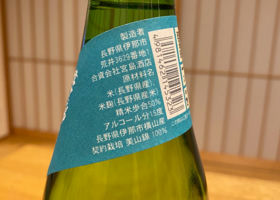 製造者
長野県伊那市
荒井3629番地1
合資会社宮島酒店
原材料名
米(長野県産)、
米麹(長野県産米)
精米歩合50%
アルコール分15度
長野県伊那市横山産
契約栽培 美山錦 100%